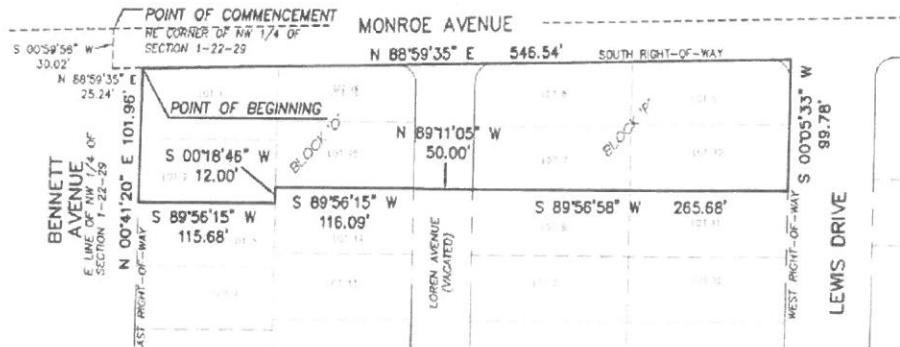 POINT OF COMMENCEMENT
NE CORNER OF NW 1/4 OF
SECTION 1-22-29
MONROE AVENUE
S 00°59'56" W
30.02'
N 88°59'35" E
25.24'
N 88°59'35" E 546.54'
SOUTH RIGHT-OF-WAY
POINT OF BEGINNING
BLOCK 'O'
BLOCK 'P'
N 89°11'05" W
50.00'
S 00°18'46" W
12.00'
S 00°05'33" W
99.78'
BENNETT
AVENUE
E LINE OF NW 1/4 OF
SECTION 1-22-29
N 00°41'20" E 101.96'
S 89°56'15" W
115.68'
S 89°56'15" W
116.09'
S 89°56'58" W 265.68'
LOREN AVENUE
(VACATED)
AST RIGHT-OF-WAY
WEST RIGHT-OF-WAY
LEWIS DRIVE